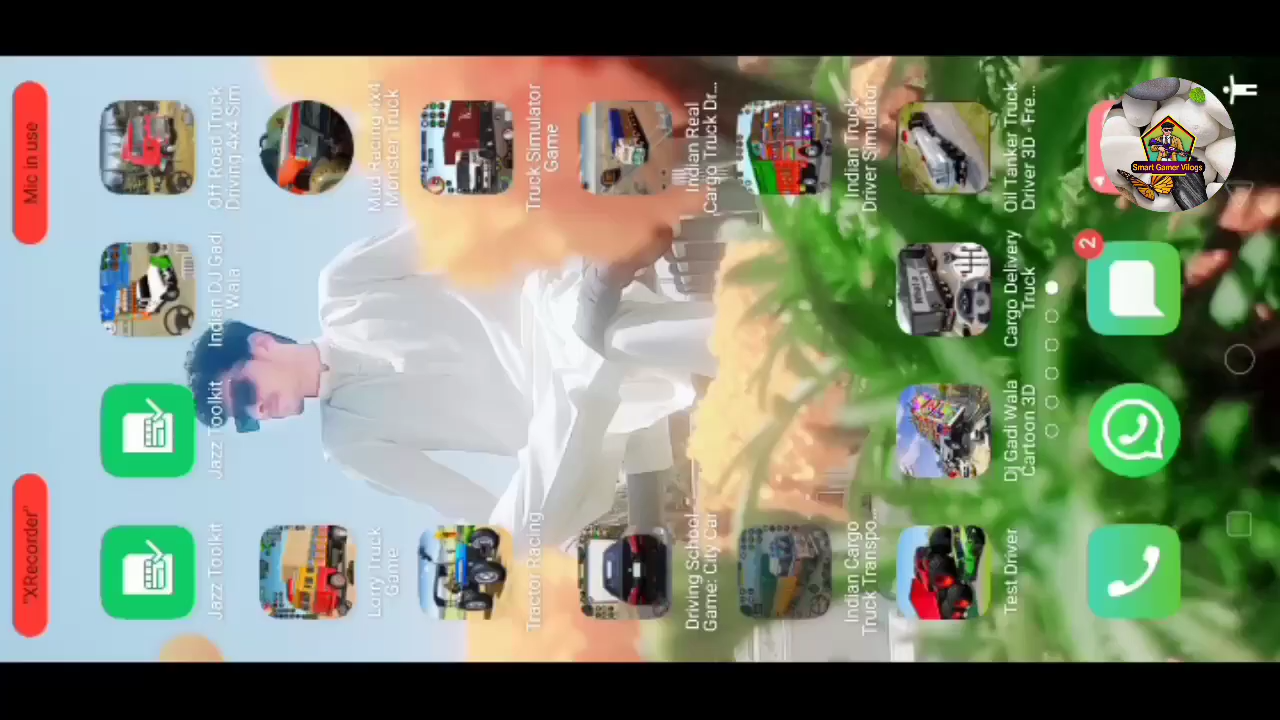 "XRecorder"
Mic in use
Jazz Toolkit
Jazz Toolkit
Indian DJ Gadi
Wala
Off Road Truck
Driving 4x4 Sim
Lorry Truck
Game
Mud Racing 4x4
Monster Truck
Tractor Racing
Truck Simulator
Game
Driving School
Game: City Car
Indian Real
Cargo Truck Dr...
Indian Cargo
Truck Transpo...
Indian Truck
Driver Simulator
Test Driver
Dj Gadi Wala
Cartoon 3D
Cargo Delivery
Truck
Oil Tanker Truck
Driver 3D - Fre...
2
Smart Gamer Vilogs